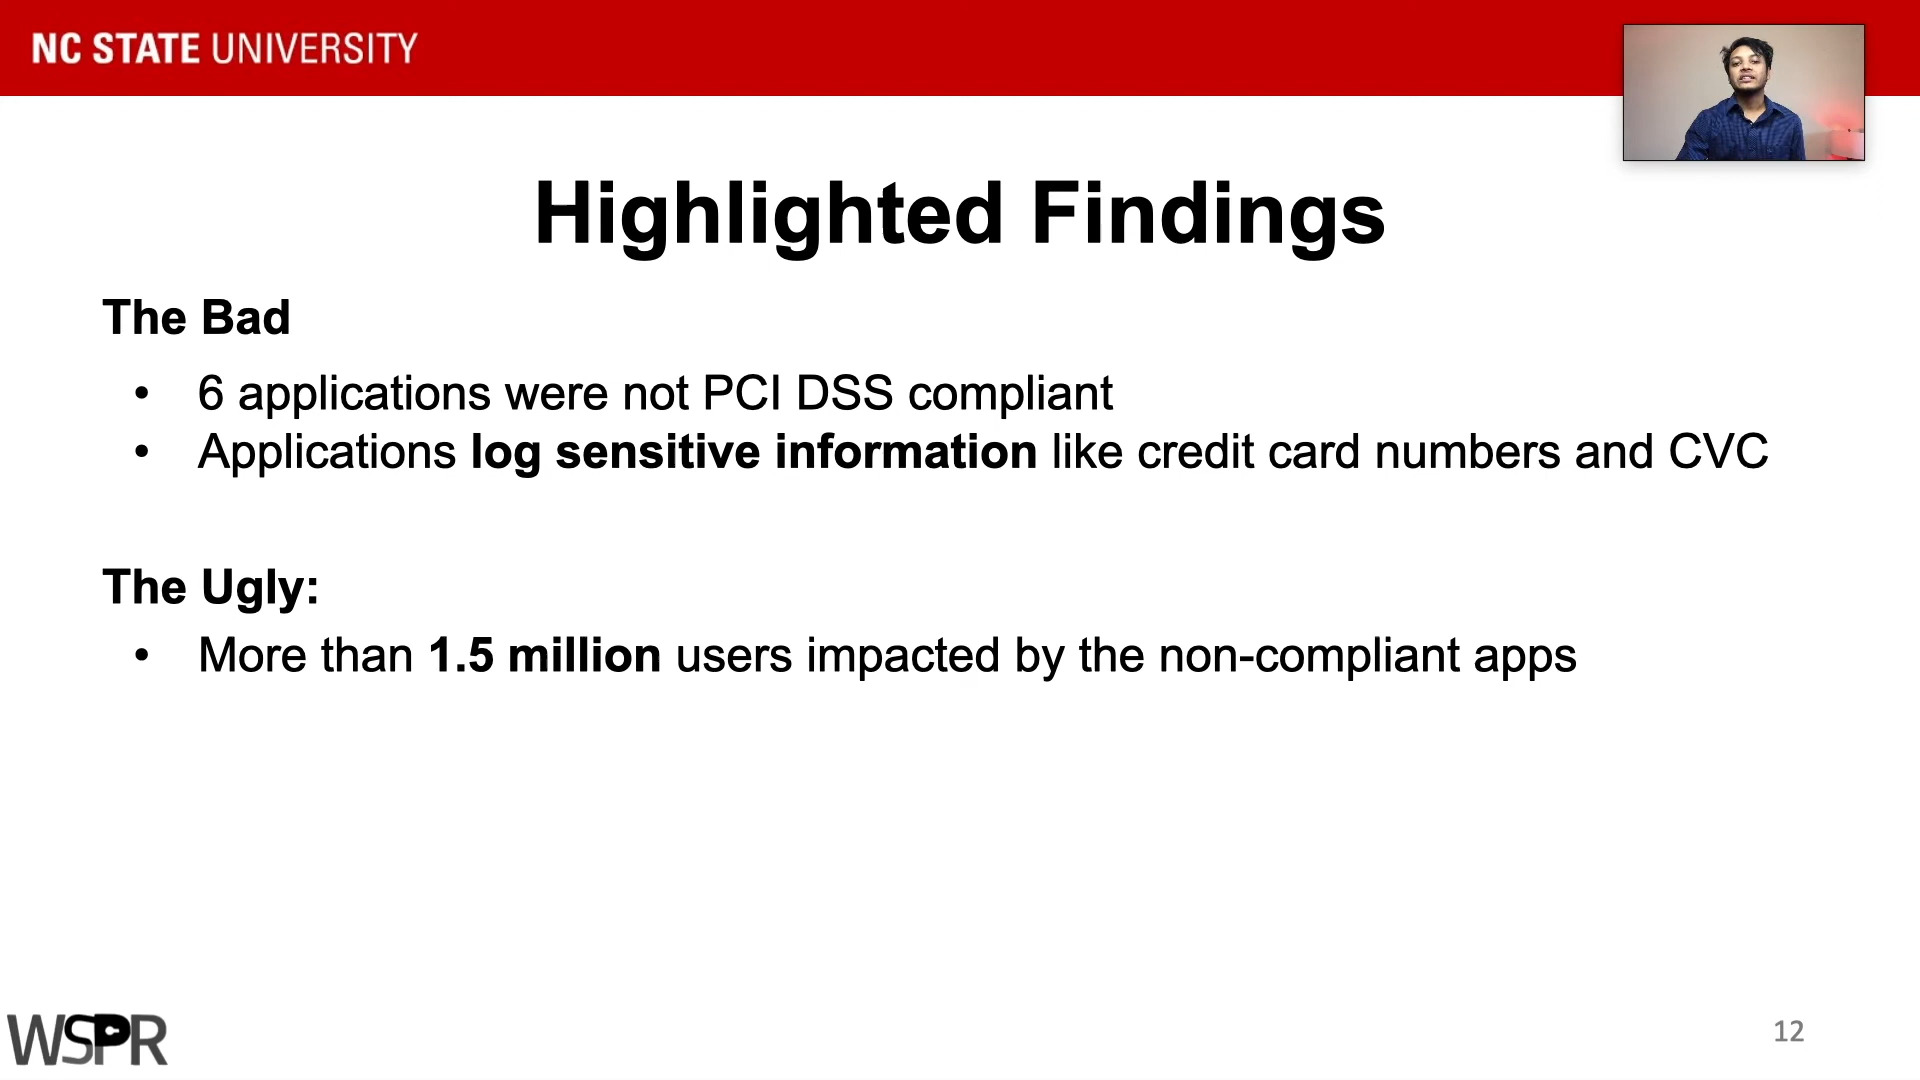 NC STATE UNIVERSITY
Highlighted Findings
The Bad
• 6 applications were not PCI DSS compliant
• Applications log sensitive information like credit card numbers and CVC
The Ugly:
• More than 1.5 million users impacted by the non-compliant apps
WSPR
12